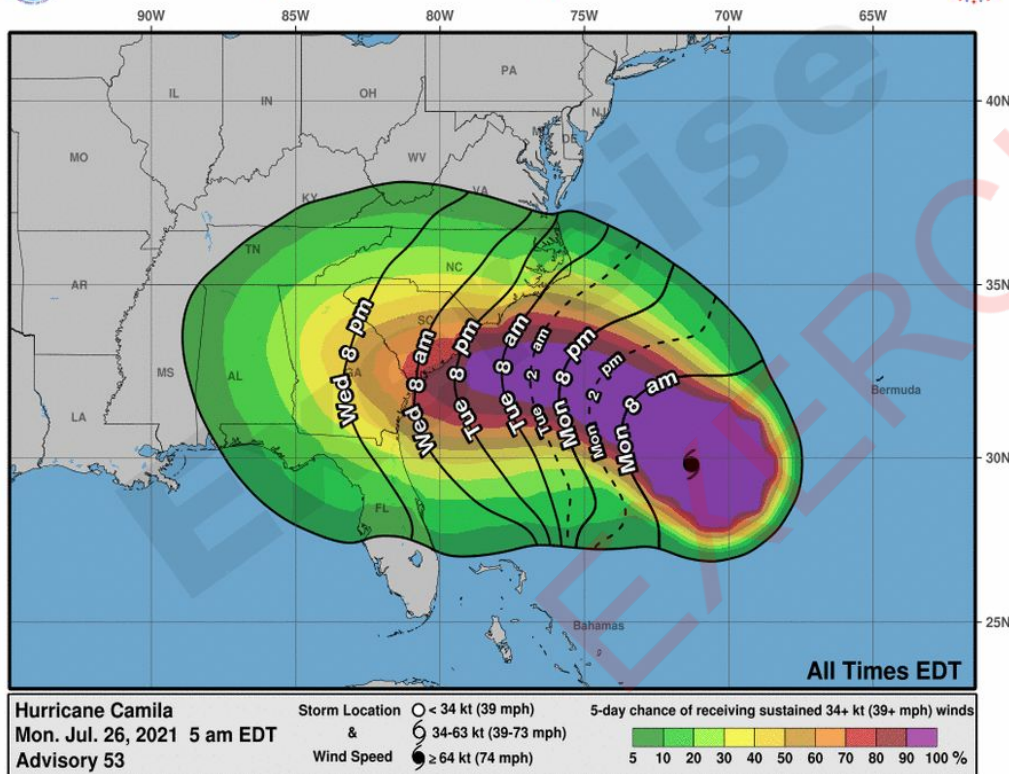 90W 85W 80W 75W 70W 65W
40N
35N
30N
25N
PA
IL IN OH
NJ
MD DE
MO WV
KY VA
TN
NC
AR
SC
MS AL GA
LA
FL
Bermuda
Bahamas
Wed 8 pm
Wed 8 am
Tue 8 pm
Tue 8 am
Tue 2 am
Mon 8 pm
Mon 2 pm
Mon 8 am
Exercise
EXERC
All Times EDT
Hurricane Camila
Mon. Jul. 26, 2021 5 am EDT
Advisory 53
Storm Location
&
Wind Speed
< 34 kt (39 mph)
34-63 kt (39-73 mph)
≥ 64 kt (74 mph)
5-day chance of receiving sustained 34+ kt (39+ mph) winds
5 10 20 30 40 50 60 70 80 90 100 %